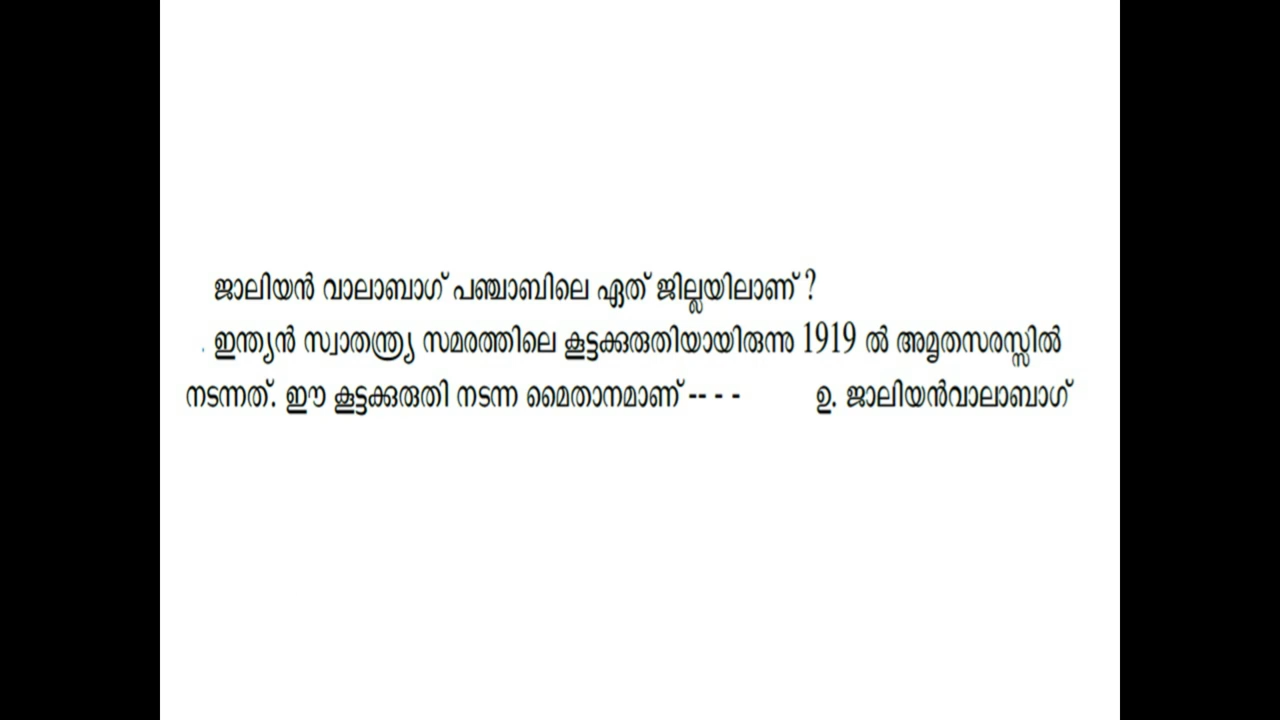 ജാലിയൻ വാലാബാഗ് പഞ്ചാബിലെ ഏത് ജില്ലയിലാണ് ?
. ഇന്ത്യൻ സ്വാതന്ത്ര്യ സമരത്തിലെ കൂട്ടക്കുരുതിയായിരുന്നു 1919 ൽ അമൃതസരസ്സിൽ
നടന്നത്. ഈ കൂട്ടക്കുരുതി നടന്ന മൈതാനമാണ് -- - - ഉ. ജാലിയൻവാലാബാഗ്